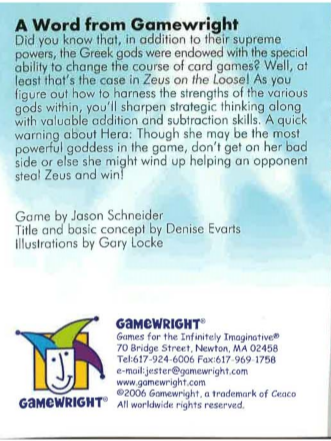 A Word from Gamewright
Did you know that, in addition to their supreme
powers, the Greek gods were endowed with the special
ability to change the course of card games? Well, at
least that's the case in Zeus on the Loose! As you
figure out how to harness the strengths of the various
gods within, you'll sharpen strategic thinking along
with valuable addition and subtraction skills. A quick
warning about Hera: Though she may be the most
powerful goddess in the game, don't get on her bad
side or else she might wind up helping an opponent
steal Zeus and win!
Game by Jason Schneider
Title and basic concept by Denise Evarts
Illustrations by Gary Locke
GAMEWRIGHT®
GAMEWRIGHT®
Games for the Infinitely Imaginative®
70 Bridge Street, Newton, MA 02458
Tel:617-924-6006 Fax:617-969-1758
e-mail:jester@gamewright.com
www.gamewright.com
©2006 Gamewright, a trademark of Ceaco
All worldwide rights reserved.